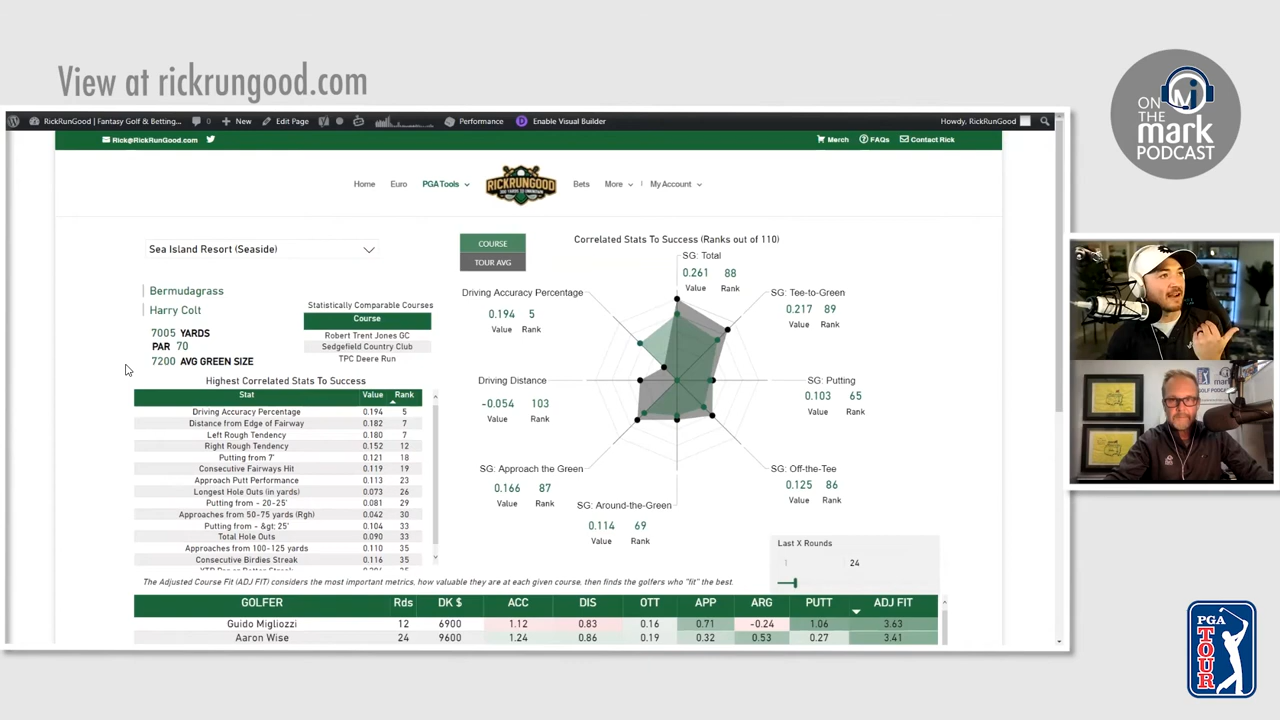 View at rickrungood.com
ON THE mark PODCAST
RickRunGood | Fantasy Golf & Betting... 0 New Edit Page Performance Enable Visual Builder Howdy, RickRunGood
Rick@RickRunGood.com Merch FAQs Contact Rick
Home Euro PGA Tools RICKRUNGOOD Bets More My Account
Sea Island Resort (Seaside)
COURSE
TOUR AVG
Correlated Stats To Success (Ranks out of 110)
Bermudagrass
Harry Colt
7005 YARDS
PAR 70
7200 AVG GREEN SIZE
Statistically Comparable Courses
Course
Robert Trent Jones GC
Sedgefield Country Club
TPC Deere Run
SG: Total
0.261 88
Value Rank
Driving Accuracy Percentage
0.194 5
Value Rank
SG: Tee-to-Green
0.217 89
Value Rank
Driving Distance
-0.054 103
Value Rank
SG: Putting
0.103 65
Value Rank
SG: Approach the Green
0.166 87
Value Rank
SG: Off-the-Tee
0.125 86
Value Rank
SG: Around-the-Green
0.114 69
Value Rank
Highest Correlated Stats To Success
Stat Value Rank
Driving Accuracy Percentage 0.194 5
Distance from Edge of Fairway 0.182 7
Left Rough Tendency 0.180 7
Right Rough Tendency 0.152 12
Putting from 7' 0.121 18
Consecutive Fairways Hit 0.119 19
Approach Putt Performance 0.113 23
Longest Hole Outs (in yards) 0.073 26
Putting from - 20-25' 0.081 29
Approaches from 50-75 yards (Rgh) 0.042 30
Putting from - &gt; 25' 0.104 33
Total Hole Outs 0.090 33
Approaches from 100-125 yards 0.110 35
Consecutive Birdies Streak 0.116 35
Last X Rounds
1 24
The Adjusted Course Fit (ADJ FIT) considers the most important metrics, how valuable they are at each given course, then finds the golfers who "fit" the best.
GOLFER Rds DK $ ACC DIS OTT APP ARG PUTT ADJ FIT
Guido Migliozzi 12 6900 1.12 0.83 0.16 0.71 -0.24 1.06 3.63
Aaron Wise 24 9600 1.24 0.86 0.19 0.32 0.53 0.27 3.41
PGA TOUR